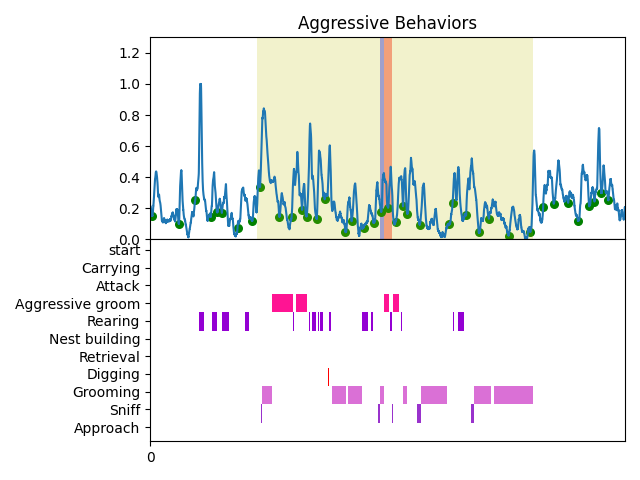 Aggressive Behaviors
1.2
1.0
0.8
0.6
0.4
0.2
0.0
start
Carrying
Attack
Aggressive groom
Rearing
Nest building
Retrieval
Digging
Grooming
Sniff
Approach
0